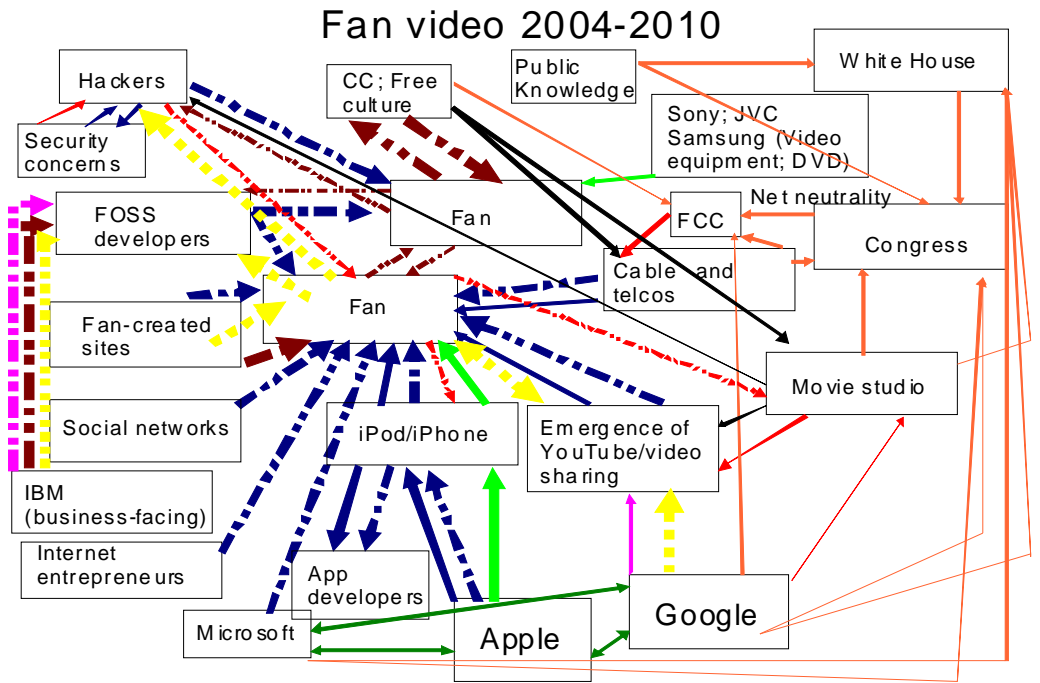 Fan video 2004-2010
Hackers
CC; Free
culture
Public
Knowledge
White House
Security
concerns
Sony; JVC
Samsung (Video
equipment; DVD)
Net neutrality
FOSS
developers
Fan
FCC
Congress
Cable and
telcos
Fan-created
sites
Fan
Movie studio
Social networks
iPod/iPhone
Emergence of
YouTube/video
sharing
IBM
(business-facing)
Internet
entrepreneurs
App
developers
Microsoft
Apple
Google